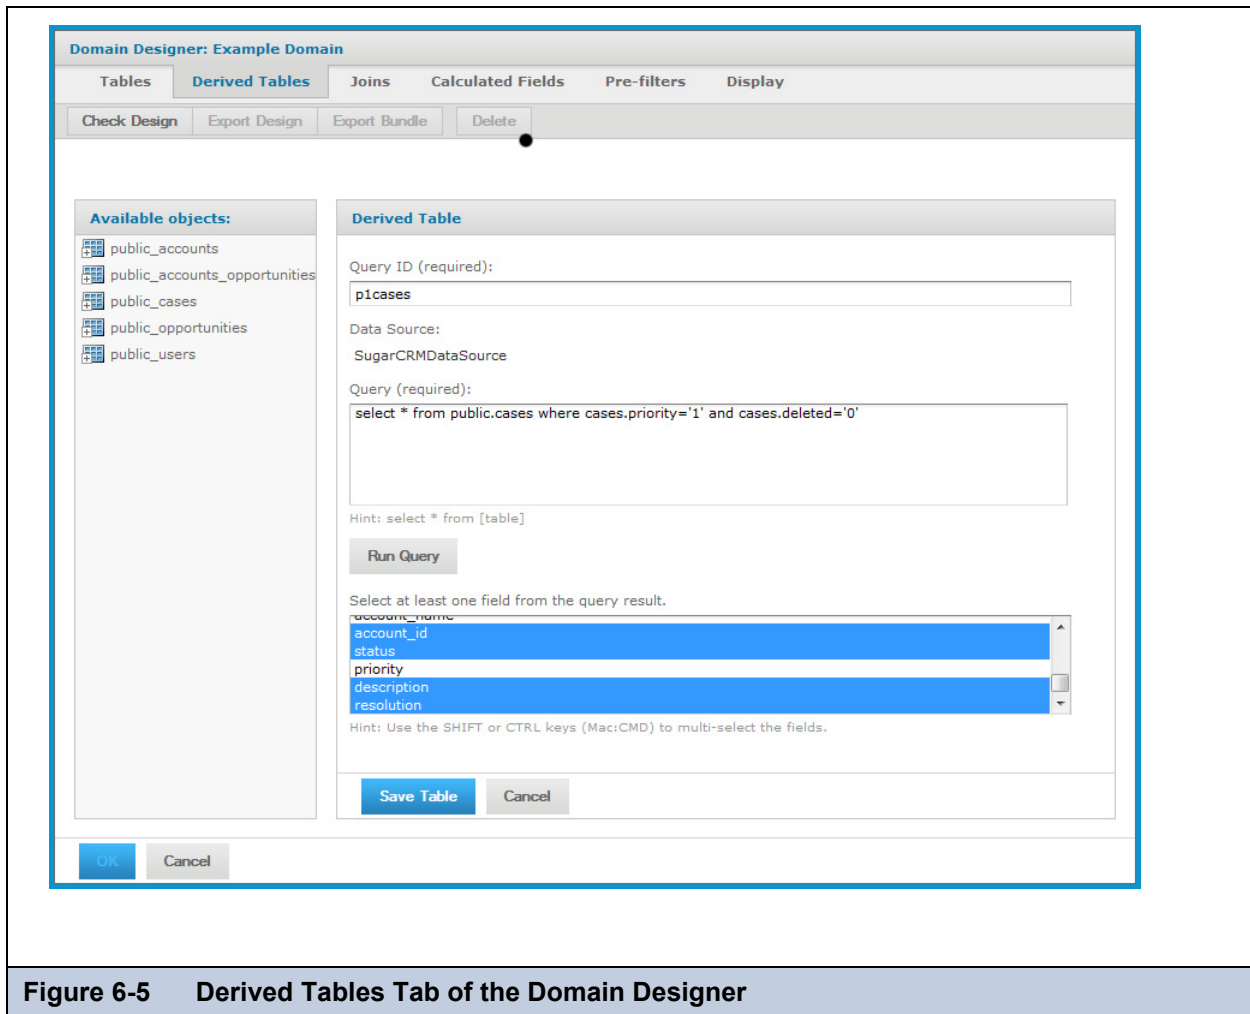 Domain Designer: Example Domain
Tables Derived Tables Joins Calculated Fields Pre-filters Display
Check Design Export Design Export Bundle Delete
Available objects:
public_accounts
public_accounts_opportunities
public_cases
public_opportunities
public_users
Derived Table
Query ID (required):
p1cases
Data Source:
SugarCRMDataSource
Query (required):
select * from public.cases where cases.priority='1' and cases.deleted='0'
Hint: select * from [table]
Run Query
Select at least one field from the query result.
account_name
account_id
status
priority
description
resolution
Hint: Use the SHIFT or CTRL keys (Mac:CMD) to multi-select the fields.
Save Table Cancel
OK Cancel
Figure 6-5 Derived Tables Tab of the Domain Designer